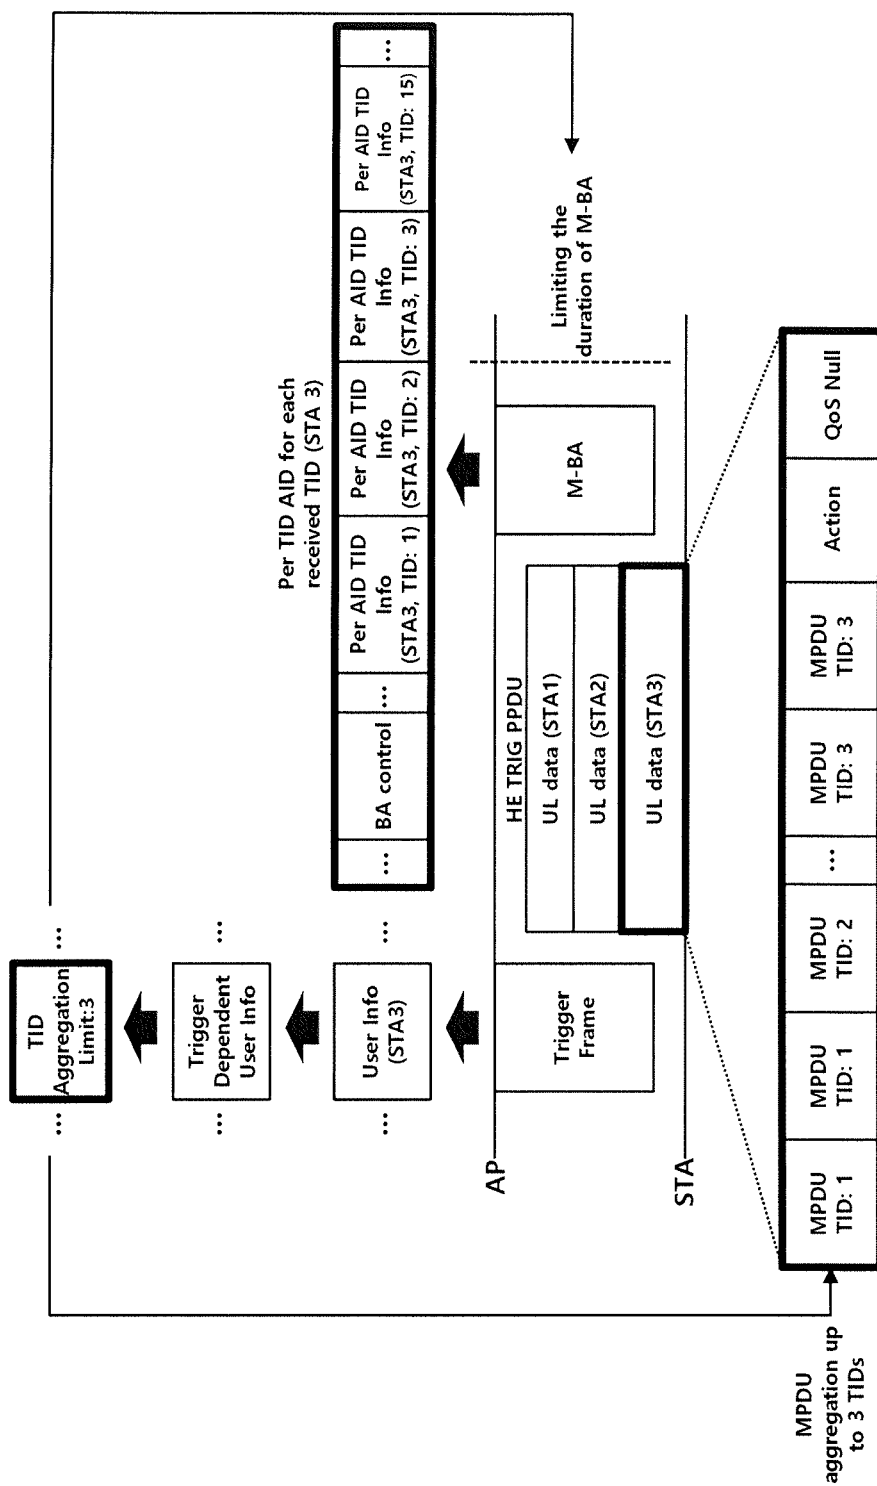 ...
TID
Aggregation
Limit:3
...
...
Trigger
Dependent
User Info
...
...
User Info
(STA3)
...
Per TID AID for each
received TID (STA 3)
...
BA control
...
Per AID TID
Info
(STA3, TID: 1)
Per AID TID
Info
(STA3, TID: 2)
Per AID TID
Info
(STA3, TID: 3)
Per AID TID
Info
(STA3, TID: 15)
...
AP
Trigger
Frame
HE TRIG PPDU
UL data (STA1)
UL data (STA2)
UL data (STA3)
M-BA
Limiting the
duration of M-BA
STA
MPDU
aggregation up
to 3 TIDs
MPDU
TID: 1
MPDU
TID: 1
MPDU
TID: 2
...
MPDU
TID: 3
MPDU
TID: 3
Action
QoS Null